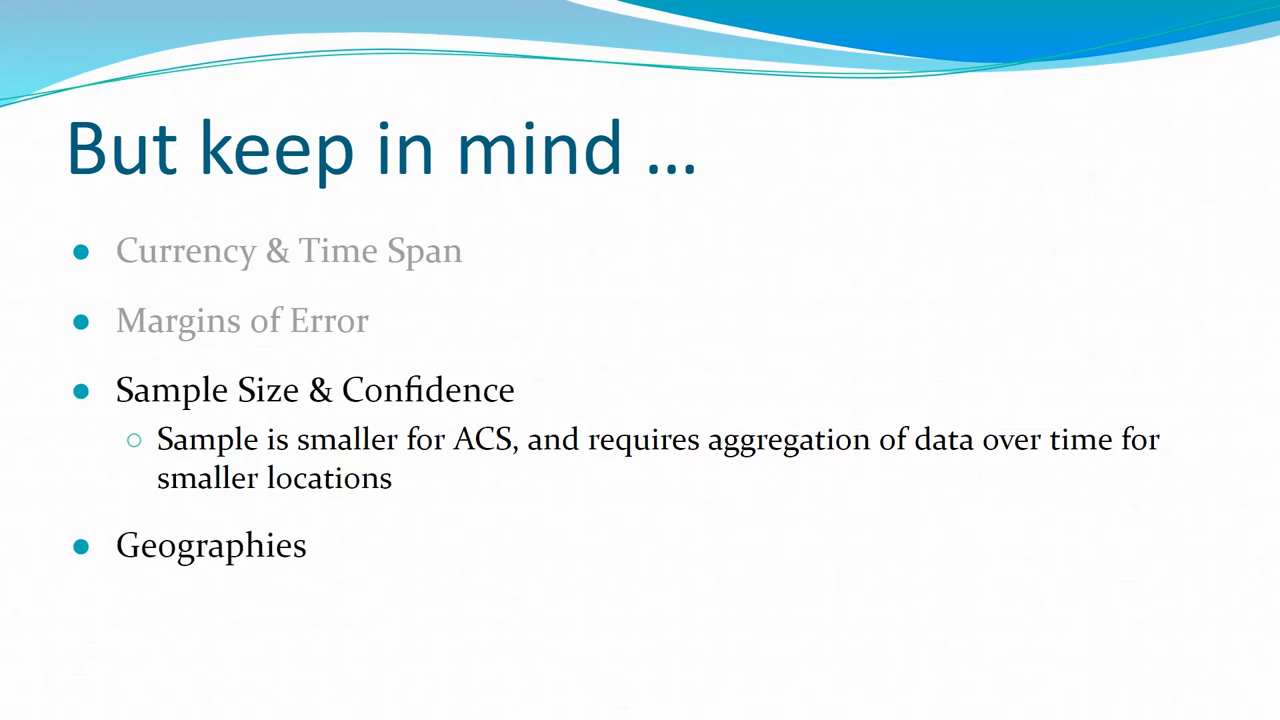 But keep in mind …
Currency & Time Span
Margins of Error
Sample Size & Confidence
Sample is smaller for ACS, and requires aggregation of data over time for
smaller locations
Geographies